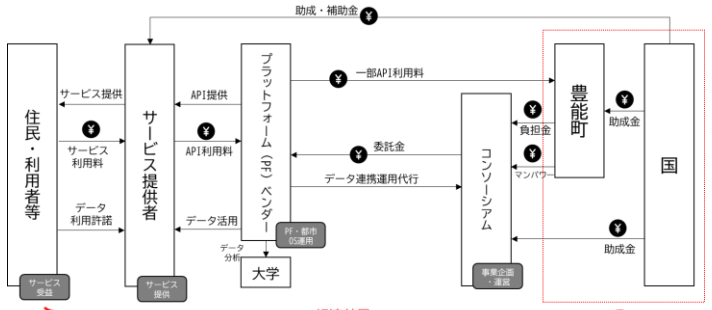 助成・補助金
¥
住民・利用者等
サービス
受益
サービス提供
¥
サービス
利用料
データ
利用許諾
サービス提供者
サービス
提供
API提供
¥
API利用料
データ活用
プラットフォーム（PF）ベンダー
PF・都市
OS運用
データ
分析
大学
¥
一部API利用料
¥
委託金
データ連携運用代行
コンソーシアム
事業企画
・運営
¥
負担金
¥
マンパワー
豊能町
¥
助成金
¥
助成金
国